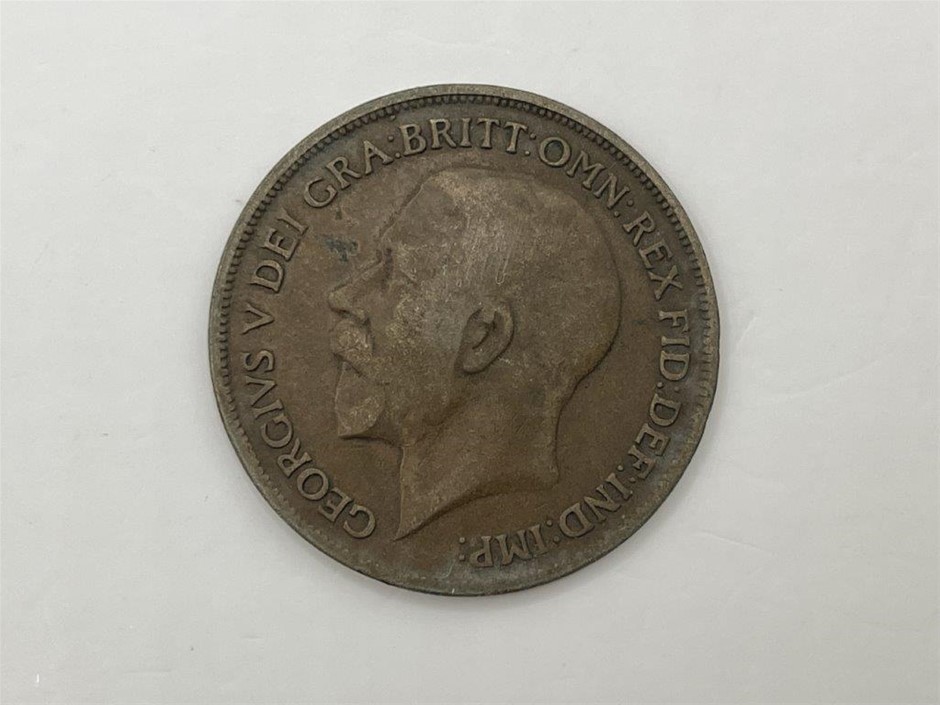 GEORGIVS V DEI GRA:BRITT:OMN:REX FID:DEF:IND:IMP: